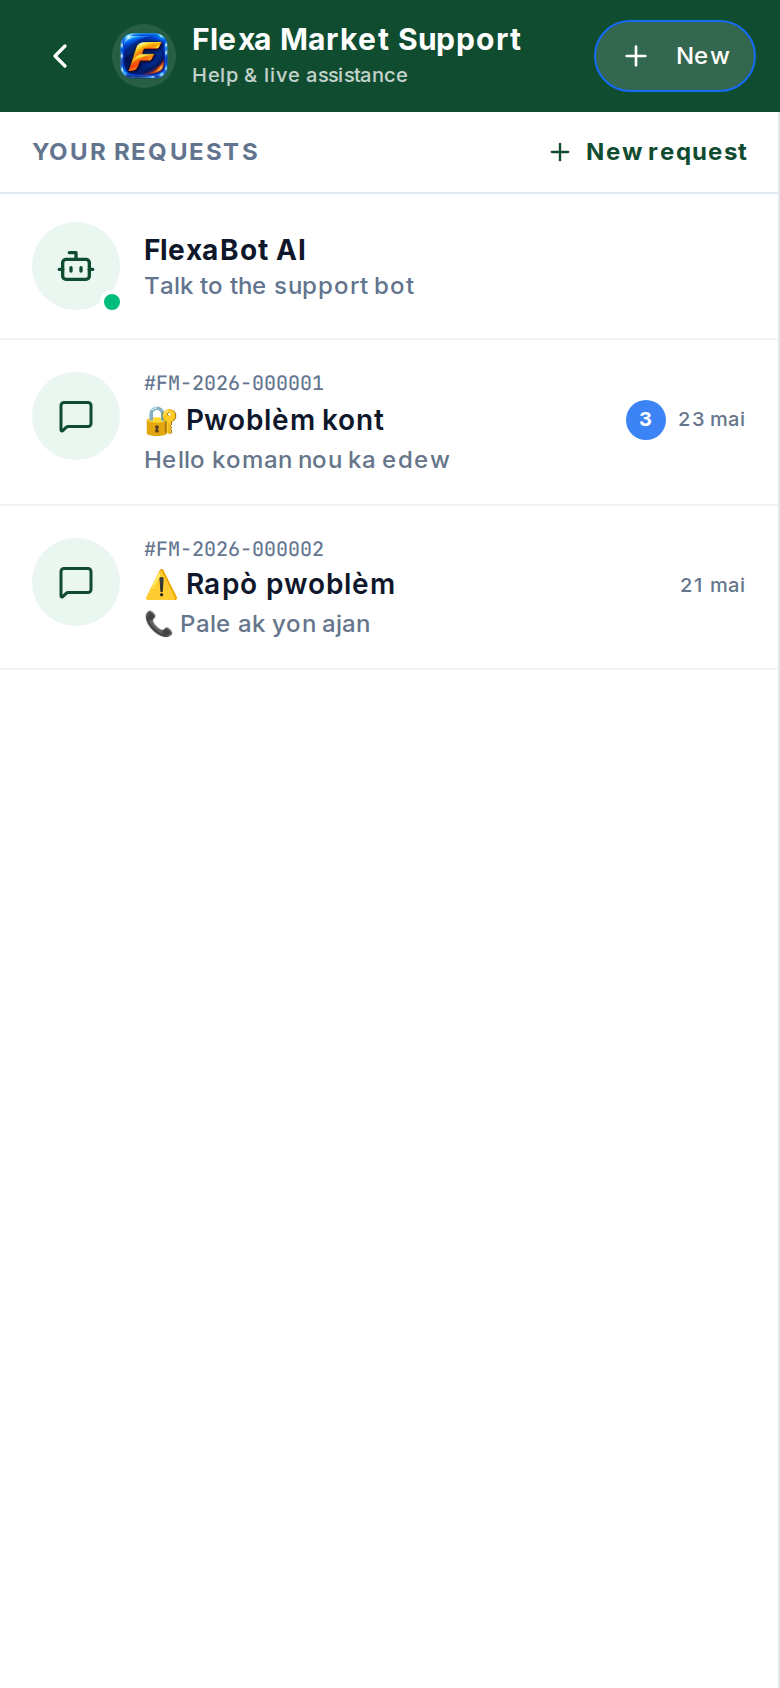 Flexa Market Support
Help & live assistance
New
YOUR REQUESTS
New request
FlexaBot AI
Talk to the support bot
#FM-2026-000001
🔐 Pwoblèm kont
3 23 mai
Hello koman nou ka edew
#FM-2026-000002
⚠️ Rapò pwoblèm
21 mai
📞 Pale ak yon ajan